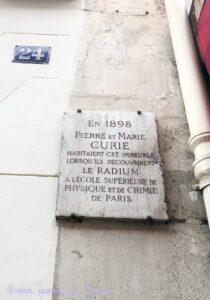 24
EN 1898
PIERRE ET MARIE
CURIE
HABITAIENT CET IMMEUBLE
LORSQU'ILS DÉCOUVRIRENT
LE RADIUM
A L'ÉCOLE SUPÉRIEURE DE
PHYSIQUE ET DE CHIMIE
DE PARIS
©ann